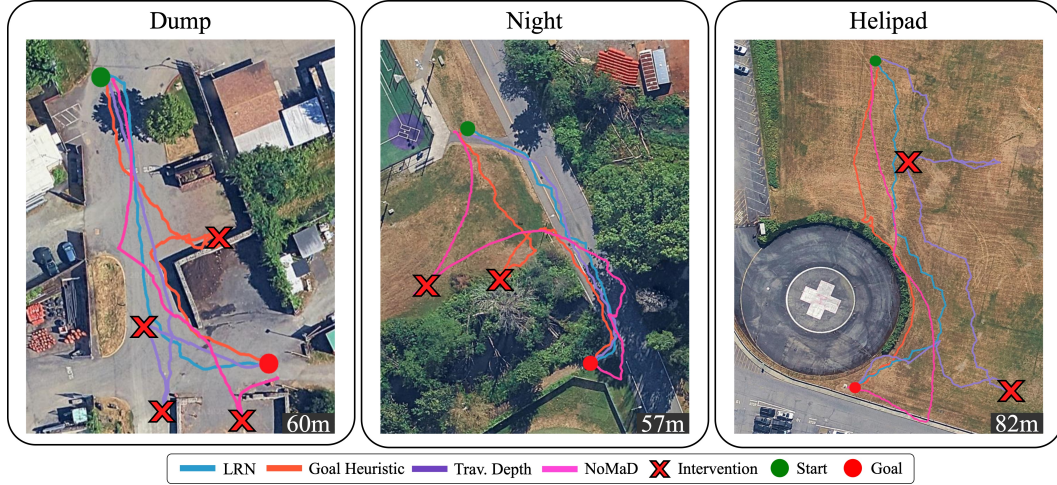 Dump
Night
Helipad
60m
57m
82m
LRN
Goal Heuristic
Trav. Depth
NoMaD
Intervention
Start
Goal